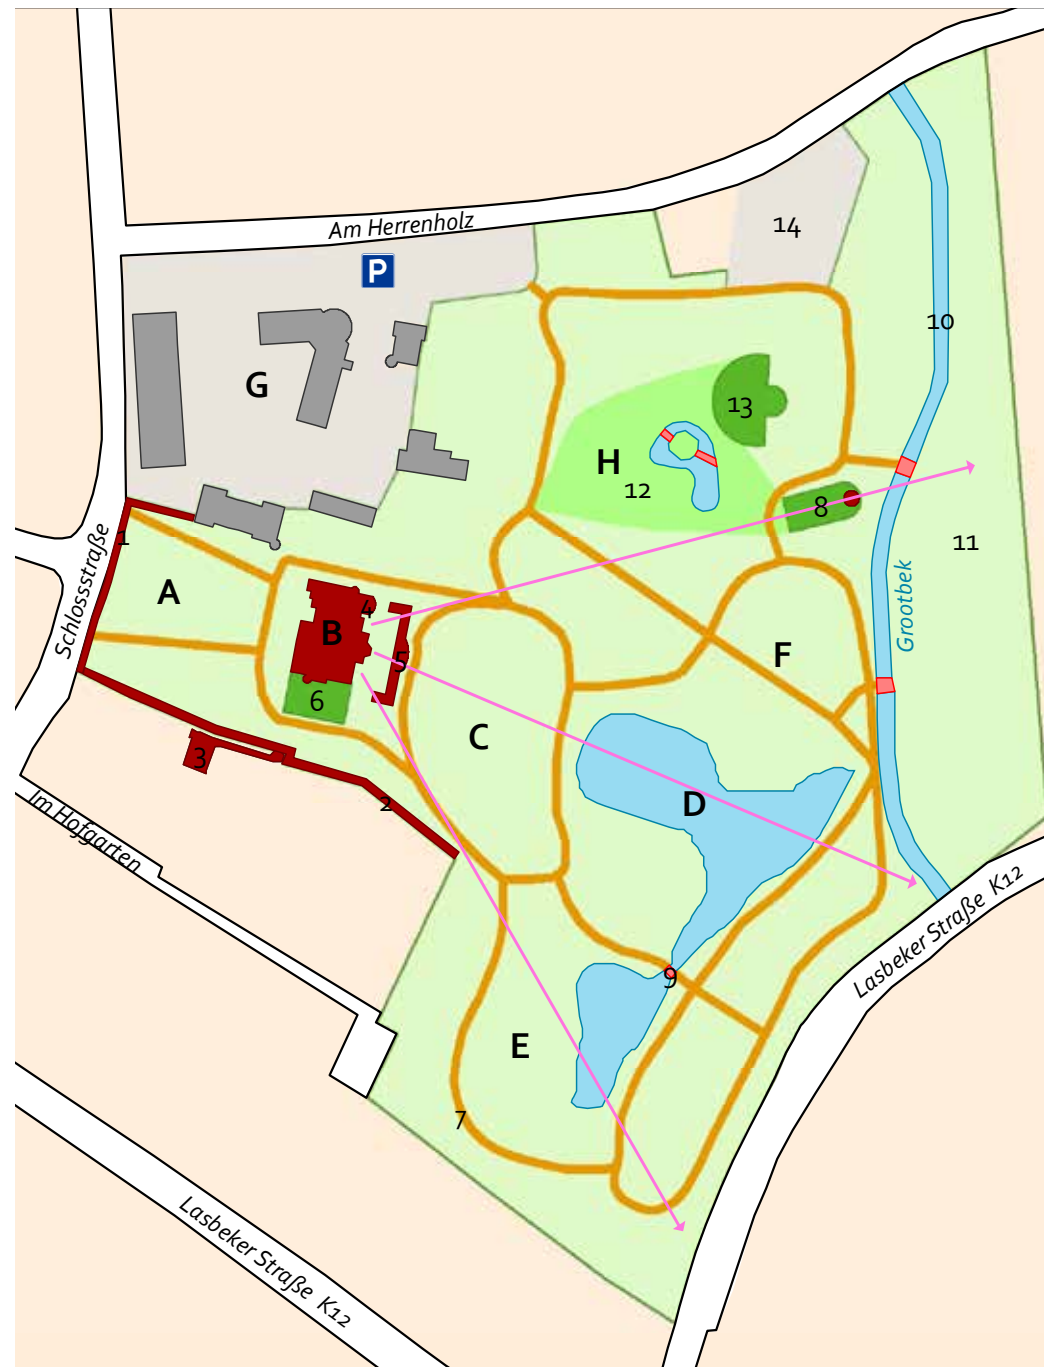 Am Herrenholz
14
P
10
G
13
H
12
8
1
11
Schlossstraße
A
4
Grootbek
B
5
F
6
C
3
D
2
Im Hofgarten
Lasbeker Straße K12
9
E
7
Lasbeker Straße K12